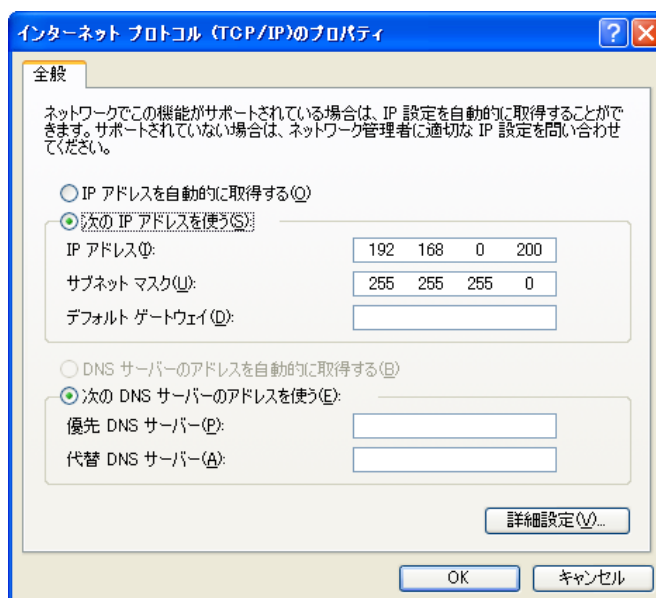 インターネット プロトコル (TCP/IP)のプロパティ
全般
ネットワークでこの機能がサポートされている場合は、IP 設定を自動的に取得することがで
きます。サポートされていない場合は、ネットワーク管理者に適切な IP 設定を問い合わせ
てください。
IP アドレスを自動的に取得する(O)
次の IP アドレスを使う(S):
IP アドレス(I): 192 168 0 200
サブネット マスク(U): 255 255 255 0
デフォルト ゲートウェイ(D):
DNS サーバーのアドレスを自動的に取得する(B)
次の DNS サーバーのアドレスを使う(E):
優先 DNS サーバー(P):
代替 DNS サーバー(A):
詳細設定(V)...
OK キャンセル